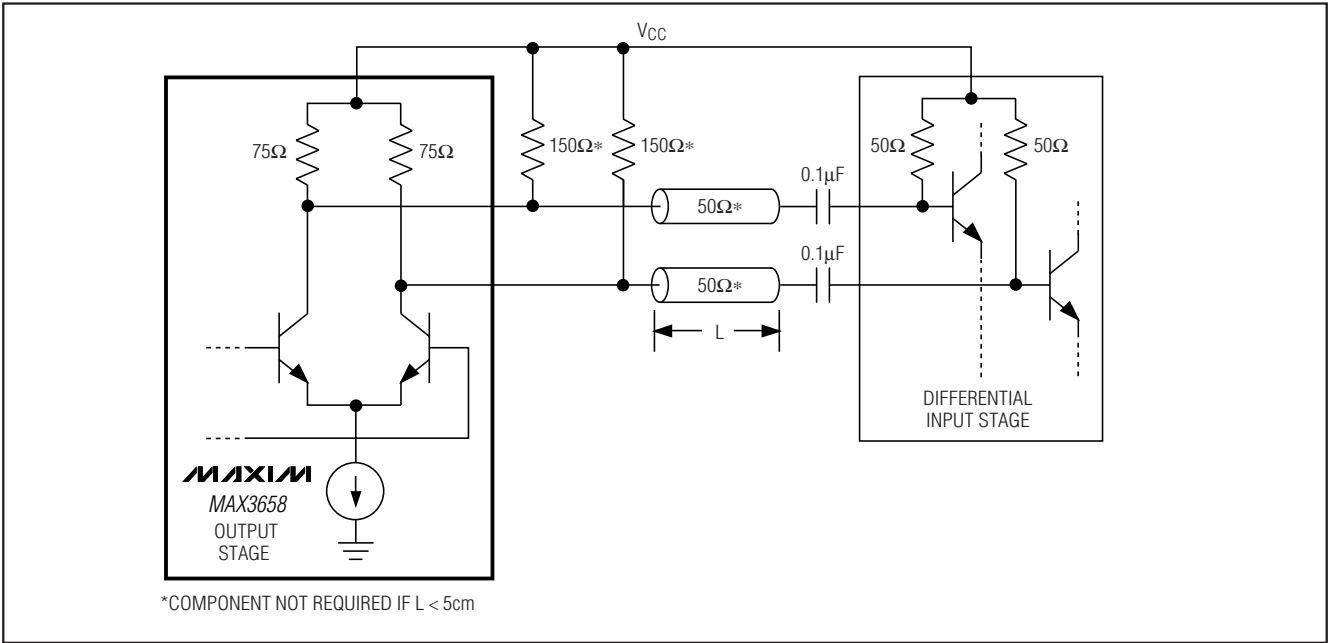 VCC
75Ω
75Ω
150Ω*
150Ω*
50Ω
50Ω
0.1µF
50Ω*
0.1µF
50Ω*
L
DIFFERENTIAL
INPUT STAGE
MAXIM
MAX3658
OUTPUT
STAGE
*COMPONENT NOT REQUIRED IF L < 5cm